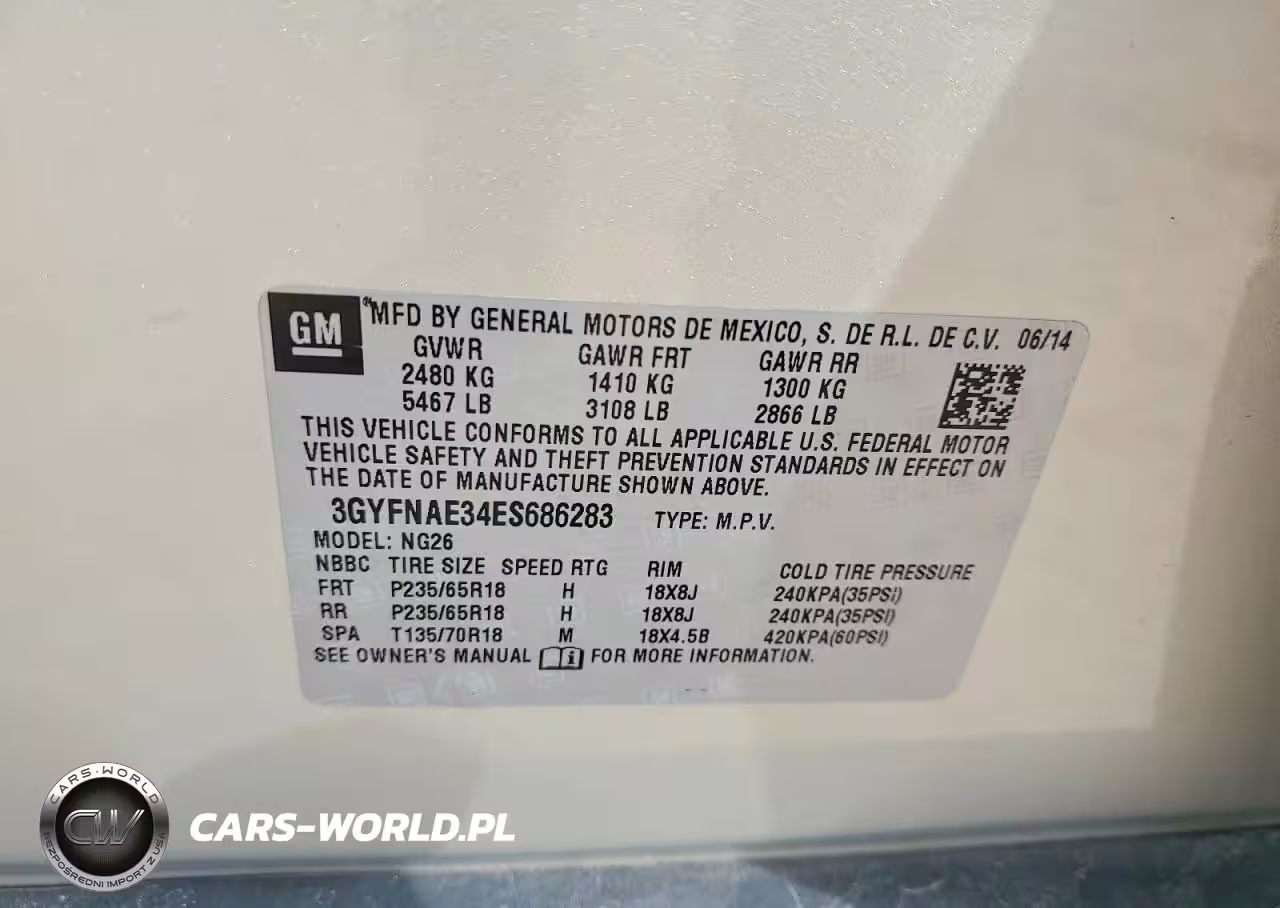 GM
MFD BY GENERAL MOTORS DE MEXICO, S. DE R.L. DE C.V. 06/14
GVWR GAWR FRT GAWR RR
2480 KG 1410 KG 1300 KG
5467 LB 3108 LB 2866 LB
THIS VEHICLE CONFORMS TO ALL APPLICABLE U.S. FEDERAL MOTOR
VEHICLE SAFETY AND THEFT PREVENTION STANDARDS IN EFFECT ON
THE DATE OF MANUFACTURE SHOWN ABOVE.
3GYFNAE34ES686283 TYPE: M.P.V.
MODEL: NG26
NBBC TIRE SIZE SPEED RTG RIM COLD TIRE PRESSURE
FRT P235/65R18 H 18X8J 240KPA(35PSI)
RR P235/65R18 H 18X8J 240KPA(35PSI)
SPA T135/70R18 M 18X4.5B 420KPA(60PSI)
SEE OWNER'S MANUAL i FOR MORE INFORMATION.
CARS-WORLD
CW
BEZPOŚREDNI IMPORT Z USA
CARS-WORLD.PL